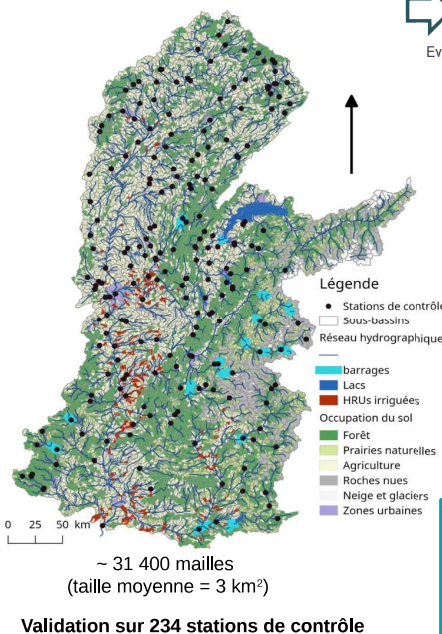 Ev
Légende
Stations de contrôle
Sous-bassins
Réseau hydrographique
barrages
Lacs
HRUs irriguées
Occupation du sol
Forêt
Prairies naturelles
Agriculture
Roches nues
Neige et glaciers
Zones urbaines
0 25 50 km
~ 31 400 mailles
(taille moyenne = 3 km²)
Validation sur 234 stations de contrôle